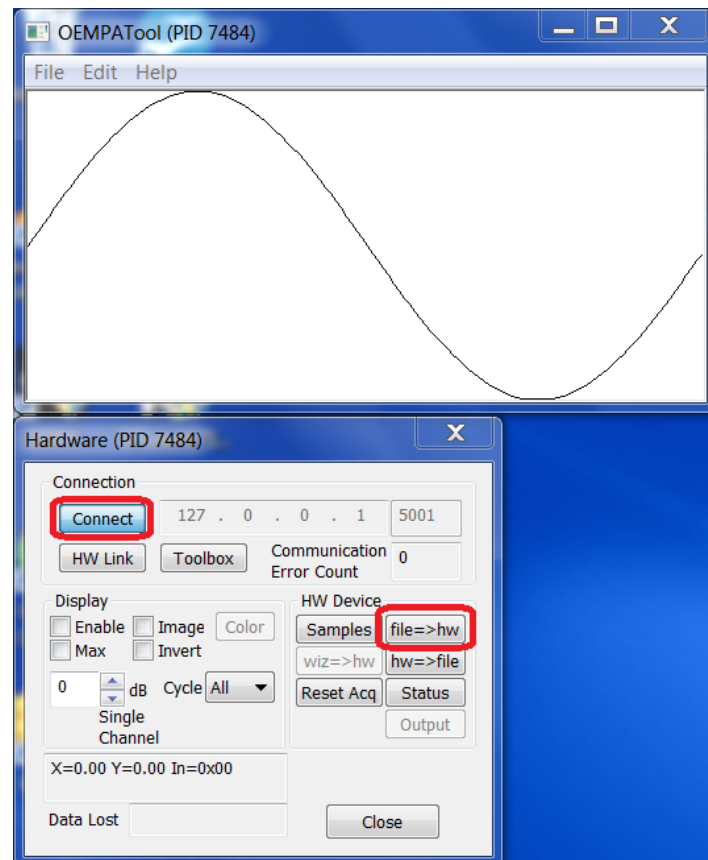 OEMPATool (PID 7484)
File Edit Help
Hardware (PID 7484)
Connection
Connect 127 . 0 . 0 . 1 5001
HW Link Toolbox Communication Error Count 0
Display
Enable Image Color
Max Invert
0 dB Cycle All
Single
Channel
HW Device
Samples file=>hw
wiz=>hw hw=>file
Reset Acq Status
Output
X=0.00 Y=0.00 In=0x00
Data Lost
Close